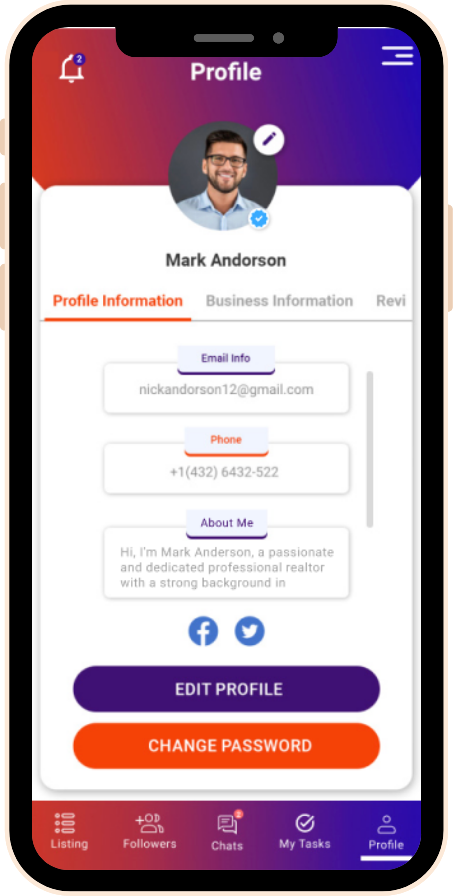 2
Profile
Mark Andorson
Profile Information Business Information Revi
Email Info
nickandorson12@gmail.com
Phone
+1(432) 6432-522
About Me
Hi, I'm Mark Anderson, a passionate
and dedicated professional realtor
with a strong background in
EDIT PROFILE
CHANGE PASSWORD
Listing Followers Chats My Tasks Profile